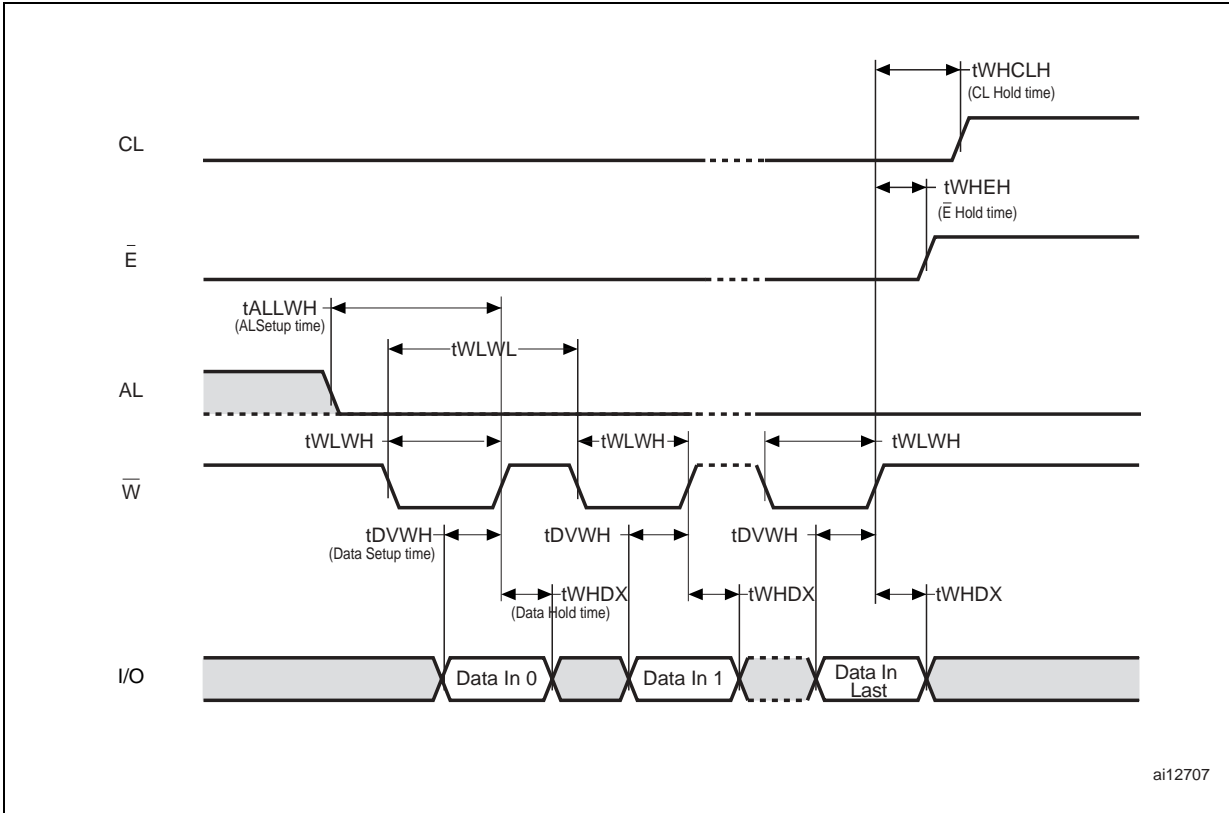 tWHCLH
(CL Hold time)
CL
tWHEH
(E̅ Hold time)
E̅
tALLWH
(ALSetup time)
tWLWL
AL
tWLWH
tWLWH
tWLWH
W̅
tDVWH
(Data Setup time)
tDVWH
tDVWH
tWHDX
(Data Hold time)
tWHDX
tWHDX
I/O
Data In 0
Data In 1
Data In
Last
ai12707